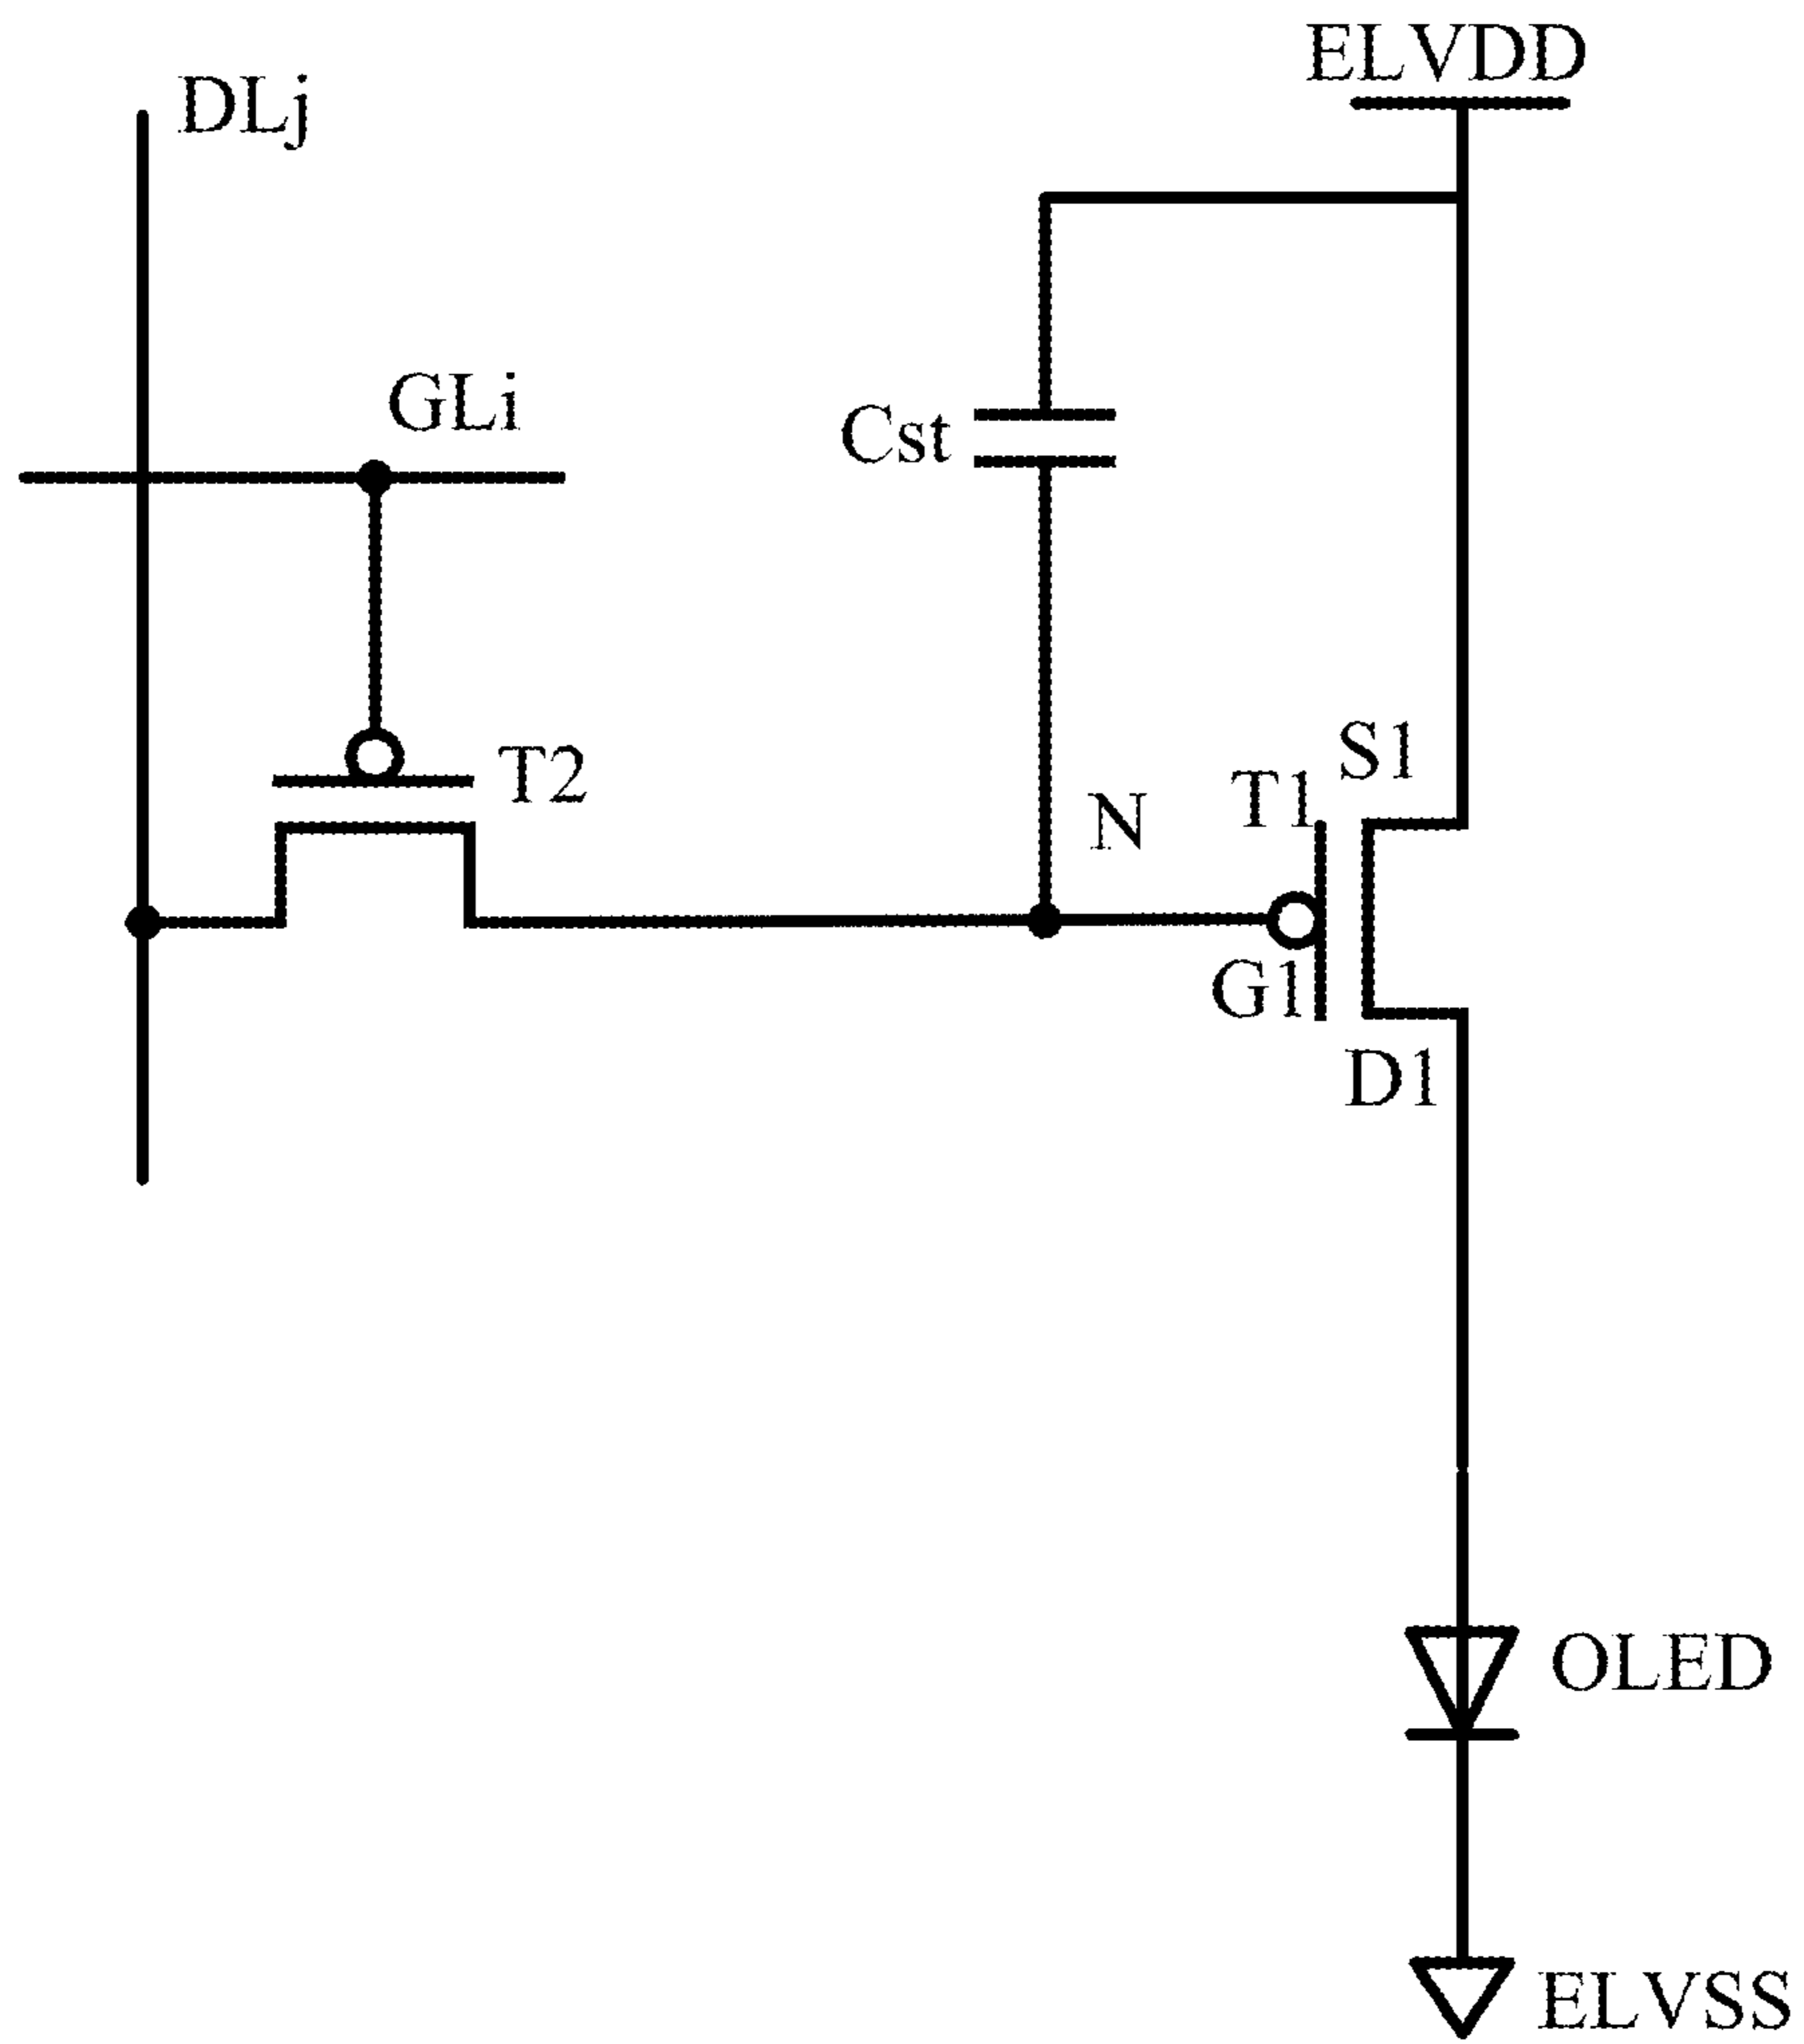 ELVDD
DLj
GLi
Cst
S1
T2
T1
N
G1
D1
OLED
ELVSS